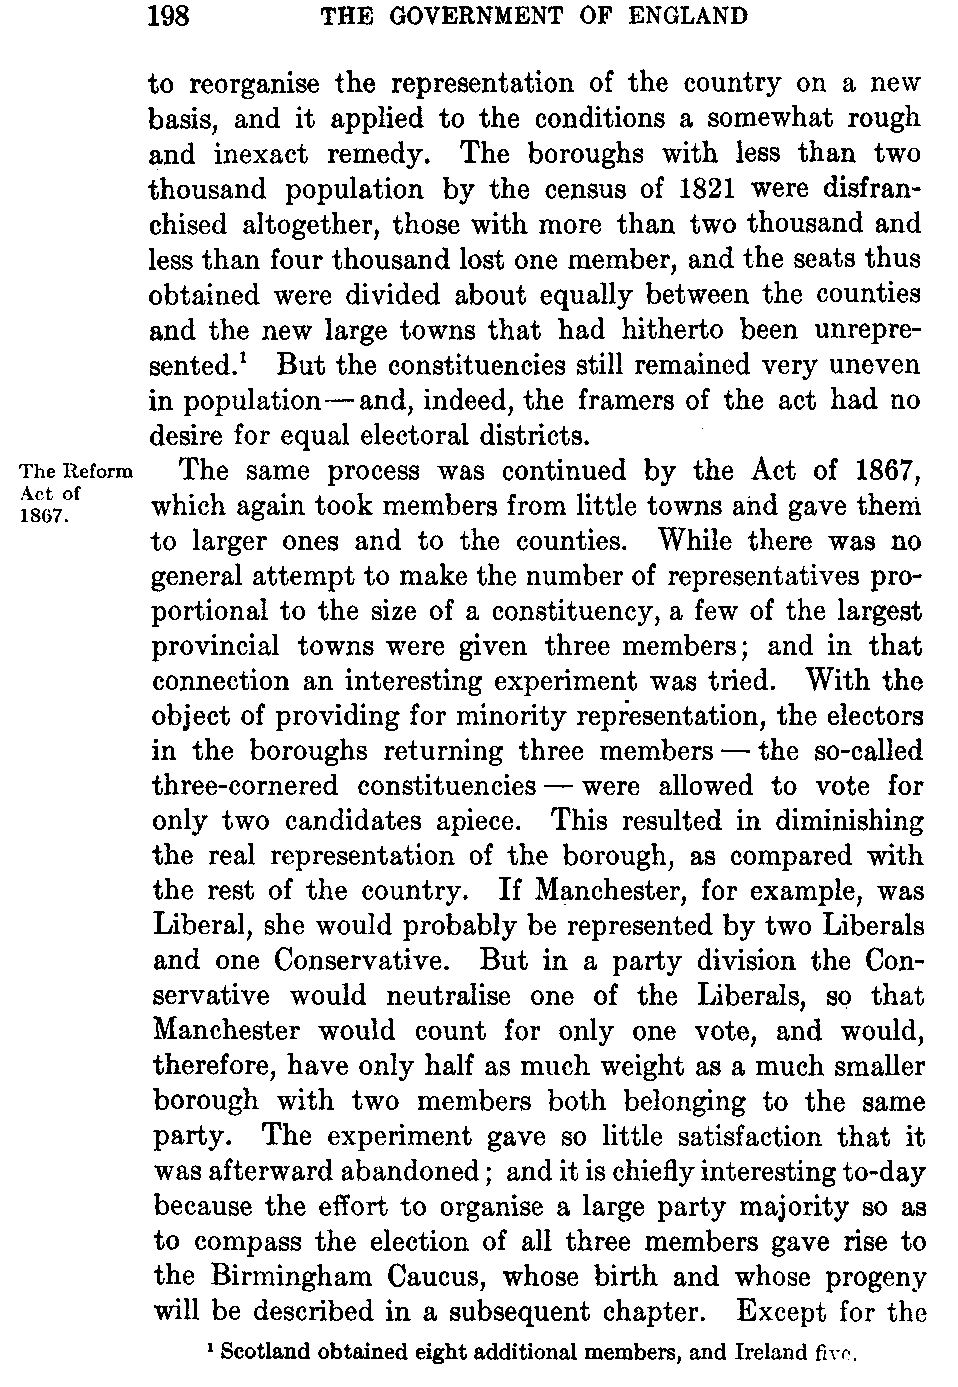 198 THE GOVERNMENT OF ENGLAND
to reorganise the representation of the country on a new
basis, and it applied to the conditions a somewhat rough
and inexact remedy. The boroughs with less than two
thousand population by the census of 1821 were disfran-
chised altogether, those with more than two thousand and
less than four thousand lost one member, and the seats thus
obtained were divided about equally between the counties
and the new large towns that had hitherto been unrepre-
sented.¹ But the constituencies still remained very uneven
in population—and, indeed, the framers of the act had no
desire for equal electoral districts.
The Reform
Act of
1867.
The same process was continued by the Act of 1867,
which again took members from little towns and gave them
to larger ones and to the counties. While there was no
general attempt to make the number of representatives pro-
portional to the size of a constituency, a few of the largest
provincial towns were given three members; and in that
connection an interesting experiment was tried. With the
object of providing for minority representation, the electors
in the boroughs returning three members — the so-called
three-cornered constituencies — were allowed to vote for
only two candidates apiece. This resulted in diminishing
the real representation of the borough, as compared with
the rest of the country. If Manchester, for example, was
Liberal, she would probably be represented by two Liberals
and one Conservative. But in a party division the Con-
servative would neutralise one of the Liberals, so that
Manchester would count for only one vote, and would,
therefore, have only half as much weight as a much smaller
borough with two members both belonging to the same
party. The experiment gave so little satisfaction that it
was afterward abandoned; and it is chiefly interesting to-day
because the effort to organise a large party majority so as
to compass the election of all three members gave rise to
the Birmingham Caucus, whose birth and whose progeny
will be described in a subsequent chapter. Except for the
¹ Scotland obtained eight additional members, and Ireland five.